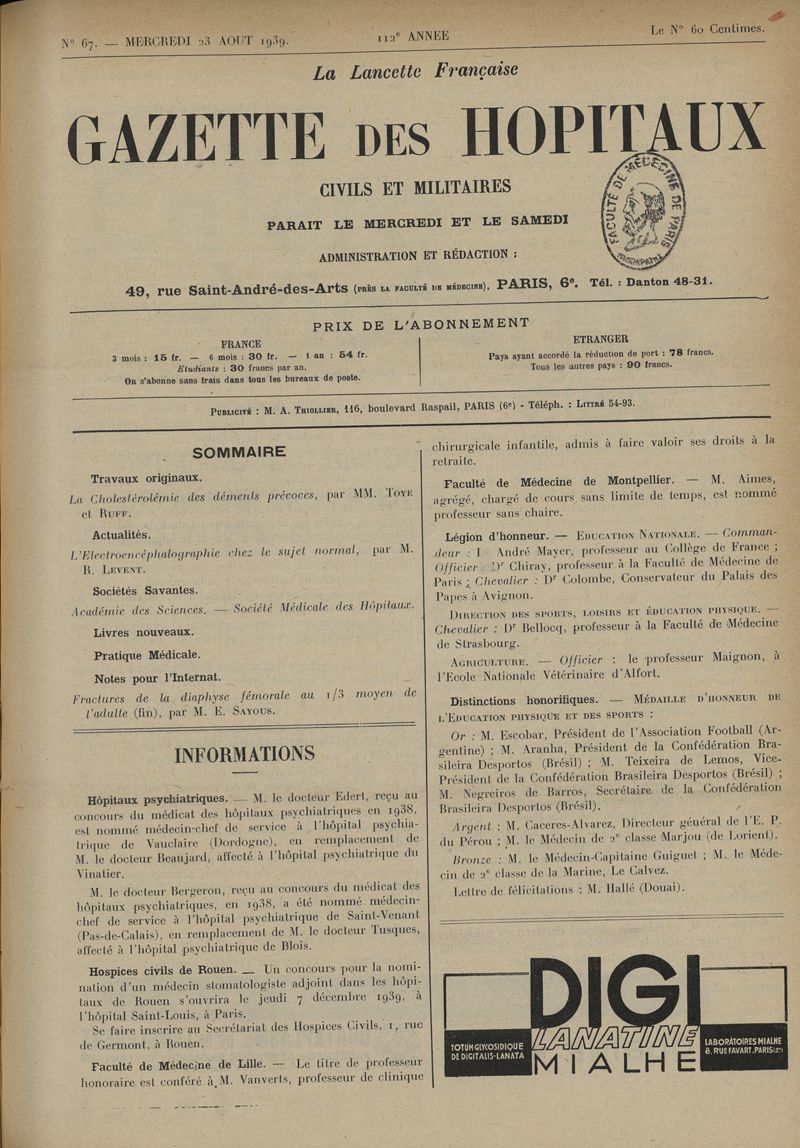 N° 67. — MERCREDI 23 AOUT 1939.
112e ANNÉE
Le N° 60 Centimes.
La Lancette Française
GAZETTE DES HOPITAUX
CIVILS ET MILITAIRES
PARAIT LE MERCREDI ET LE SAMEDI
ADMINISTRATION ET RÉDACTION :
49, rue Saint-André-des-Arts (PRÈS LA FACULTÉ DE MÉDECINE), PARIS, 6e. Tél. : Danton 48-31.
FACULTÉ DE MÉDECINE DE PARIS
PRIX DE L'ABONNEMENT
FRANCE
3 mois : 15 fr. — 6 mois : 30 fr. — 1 an : 54 fr.
Etudiants : 30 francs par an.
On s'abonne sans frais dans tous les bureaux de poste.
ETRANGER
Pays ayant accordé la réduction de port : 78 francs.
Tous les autres pays : 90 francs.
PUBLICITÉ : M. A. THIOLLIER, 116, boulevard Raspail, PARIS (6e) - Téléph. : LITTRÉ 54-93.
SOMMAIRE
Travaux originaux.
La Cholestérolémie des déments précoces, par MM. TOYE
et RUFF.
Actualités.
L'Electroencéphalographie chez le sujet normal, par M.
R. LEVENT.
Sociétés Savantes.
Académie des Sciences. — Société Médicale des Hôpitaux.
Livres nouveaux.
Pratique Médicale.
Notes pour l'Internat.
Fractures de la diaphyse fémorale au 1/3 moyen de
l'adulte (fin), par M. E. SAYOUS.
INFORMATIONS
Hôpitaux psychiatriques. — M. le docteur Edert, reçu au
concours du médicat des hôpitaux psychiatriques en 1938,
est nommé médecin-chef de service à l'hôpital psychia-
trique de Vauclaire (Dordogne), en remplacement de
M. le docteur Beaujard, affecté à l'hôpital psychiatrique du
Vinatier.
M. le docteur Bergeron, reçu au concours du médicat des
hôpitaux psychiatriques, en 1938, a été nommé médecin-
chef de service à l'hôpital psychiatrique de Saint-Venant
(Pas-de-Calais), en remplacement de M. le docteur Tusques,
affecté à l'hôpital psychiatrique de Blois.
Hospices civils de Rouen. — Un concours pour la nomi-
nation d'un médecin stomatologiste adjoint dans les hôpi-
taux de Rouen s'ouvrira le jeudi 7 décembre 1939, à
l'hôpital Saint-Louis, à Paris.
Se faire inscrire au Secrétariat des Hospices Civils, 1, rue
de Germont, à Rouen.
Faculté de Médecine de Lille. — Le titre de professeur
honoraire est conféré à M. Vanverts, professeur de clinique
chirurgicale infantile, admis à faire valoir ses droits à la
retraite.
Faculté de Médecine de Montpellier. — M. Aimes,
agrégé, chargé de cours sans limite de temps, est nommé
professeur sans chaire.
Légion d'honneur. — EDUCATION NATIONALE. — Comman-
deur : André Mayer, professeur au Collège de France ;
Officier Dr Chiray, professeur à la Faculté de Médecine de
Paris ; Chevalier : Dr Colombe, Conservateur du Palais des
Papes à Avignon.
DIRECTION DES SPORTS, LOISIRS ET ÉDUCATION PHYSIQUE. —
Chevalier : Dr Bellocq, professeur à la Faculté de Médecine
de Strasbourg.
AGRICULTURE. — Officier : le professeur Maignon, à
l'Ecole Nationale Vétérinaire d'Alfort.
Distinctions honorifiques. — MÉDAILLE D'HONNEUR DE
L'EDUCATION PHYSIQUE ET DES SPORTS :
Or : M. Escobar, Président de l'Association Football (Ar-
gentine) ; M. Aranha, Président de la Confédération Bra-
sileira Desportos (Brésil) ; M. Teixeira de Lemos, Vice-
Président de la Confédération Brasileira Desportos (Brésil) ;
M. Negreiros de Barros, Secrétaire de la Confédération
Brasileira Desportos (Brésil).
Argent : M. Caceres-Alvarez, Directeur général de l'E. P.
du Pérou ; M. le Médecin de 2e classe Marjou (de Lorient).
Bronze : M. le Médecin-Capitaine Guiguet ; M. le Méde-
cin de 2e classe de la Marine, Le Calvez.
Lettre de félicitations : M. Hallé (Douai).
DIGI
LANATINE
MIALHE
TOTUM GLYCOSIDIQUE
DE DIGITALIS-LANATA
LABORATOIRES MIALHE
8, RUE FAVART. PARIS (2e)